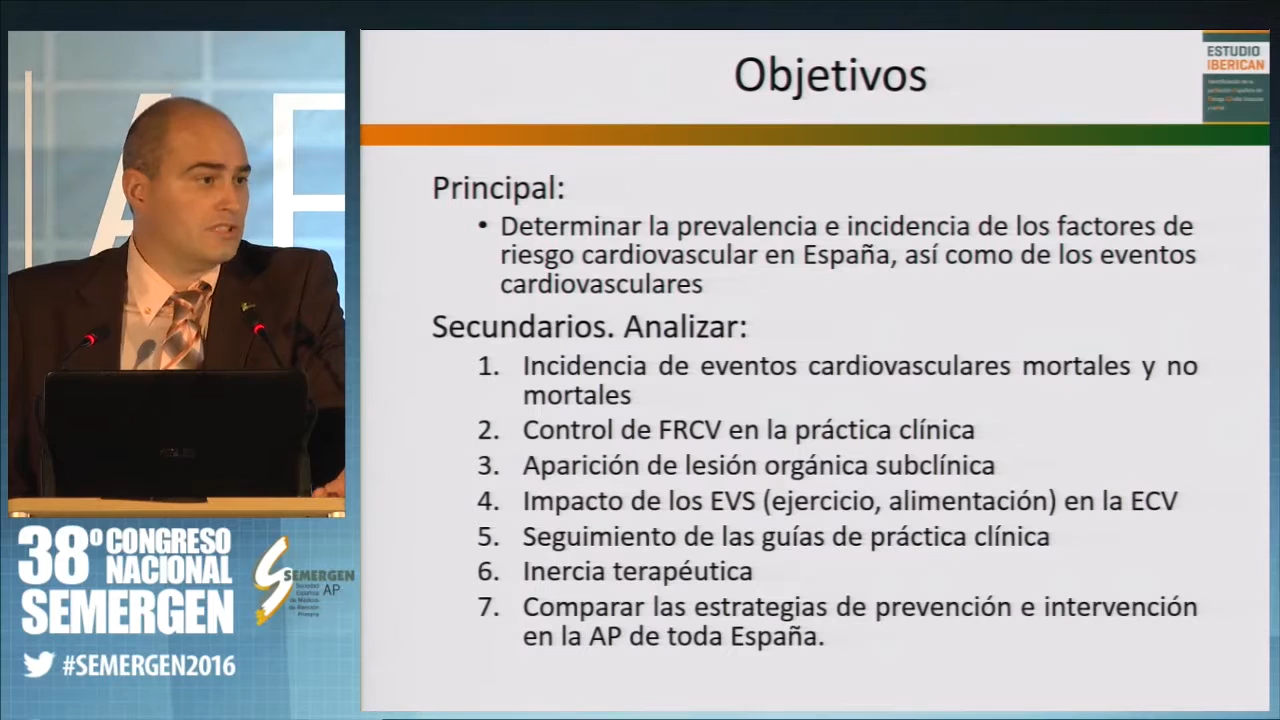 Objetivos
ESTUDIO
IBERICAN
Principal:
• Determinar la prevalencia e incidencia de los factores de
riesgo cardiovascular en España, así como de los eventos
cardiovasculares
Secundarios. Analizar:
1. Incidencia de eventos cardiovasculares mortales y no
mortales
2. Control de FRCV en la práctica clínica
3. Aparición de lesión orgánica subclínica
4. Impacto de los EVS (ejercicio, alimentación) en la ECV
5. Seguimiento de las guías de práctica clínica
6. Inercia terapéutica
7. Comparar las estrategias de prevención e intervención
en la AP de toda España.
38º CONGRESO
NACIONAL
SEMERGEN
SEMERGEN
AP
Sociedad
Española
de Médicos
de Atención
Primaria
#SEMERGEN2016